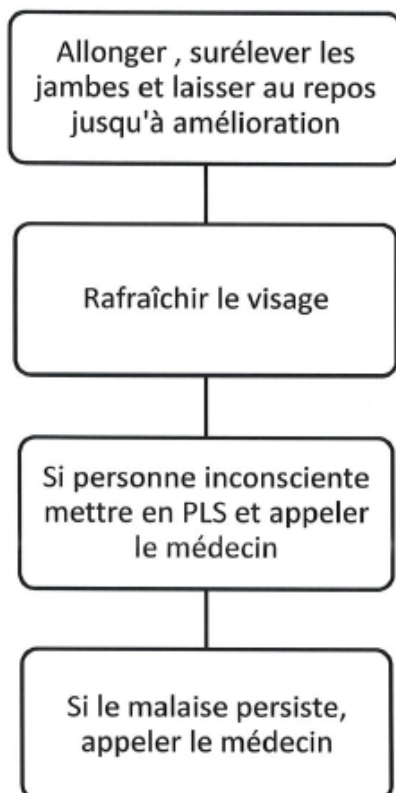 Allonger , surélever les
jambes et laisser au repos
jusqu'à amélioration
Rafraîchir le visage
Si personne inconsciente
mettre en PLS et appeler
le médecin
Si le malaise persiste,
appeler le médecin